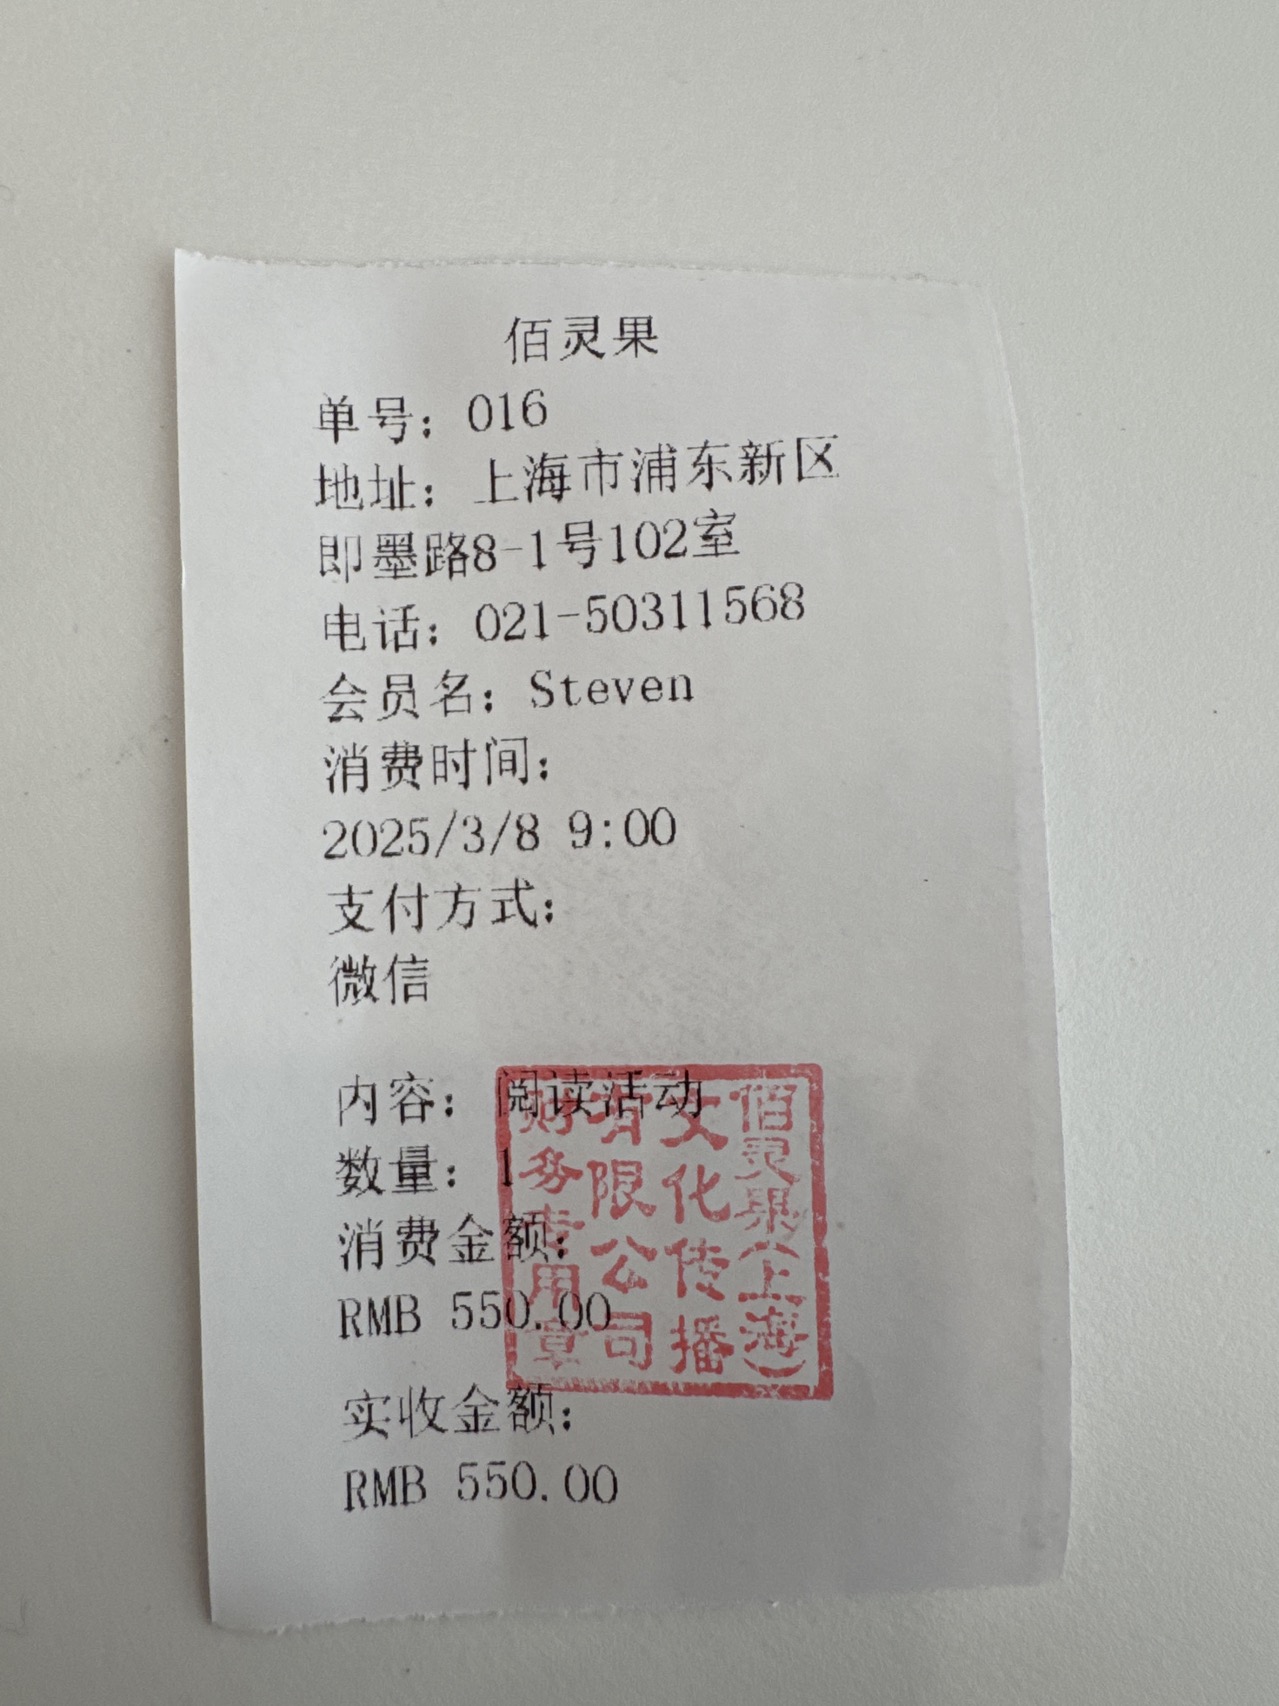 佰灵果
单号：016
地址：上海市浦东新区
即墨路8-1号102室
电话：021-50311568
会员名：Steven
消费时间：
2025/3/8 9:00
支付方式：
微信
内容：阅读活动
数量：1
消费金额：
RMB 550.00
实收金额：
RMB 550.00
佰灵果（上海）
文化传播
有限公司
财务专用章